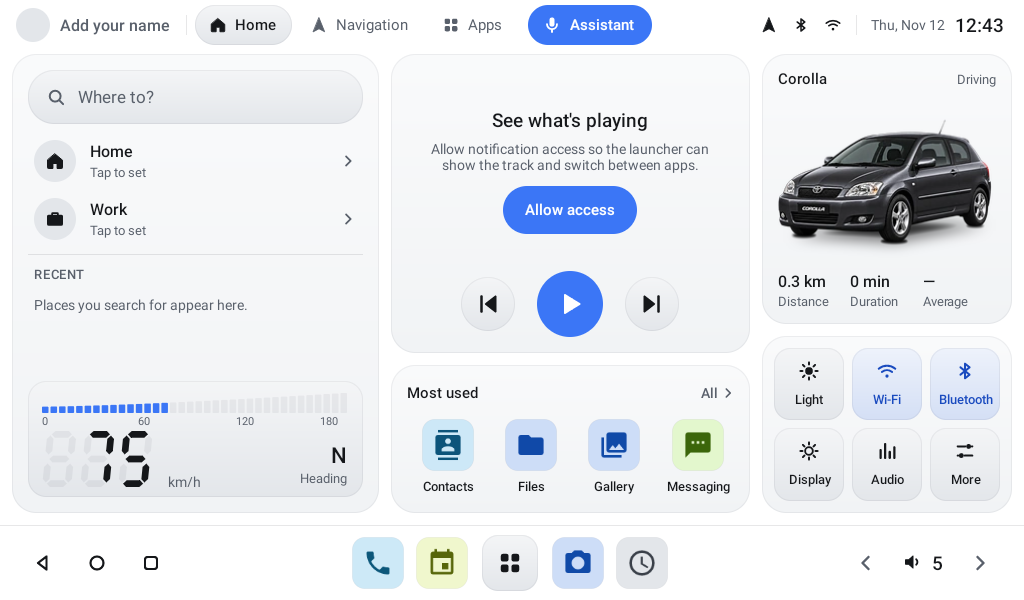 Add your name
Home
Navigation
Apps
Assistant
Thu, Nov 12
12:43
Where to?
Home
Tap to set
Work
Tap to set
RECENT
Places you search for appear here.
0 60 120 180
75 km/h
N
Heading
See what's playing
Allow notification access so the launcher can
show the track and switch between apps.
Allow access
Most used
All
Contacts
Files
Gallery
Messaging
Corolla
Driving
COROLLA
0.3 km 0 min —
Distance Duration Average
Light
Wi-Fi
Bluetooth
Display
Audio
More
5